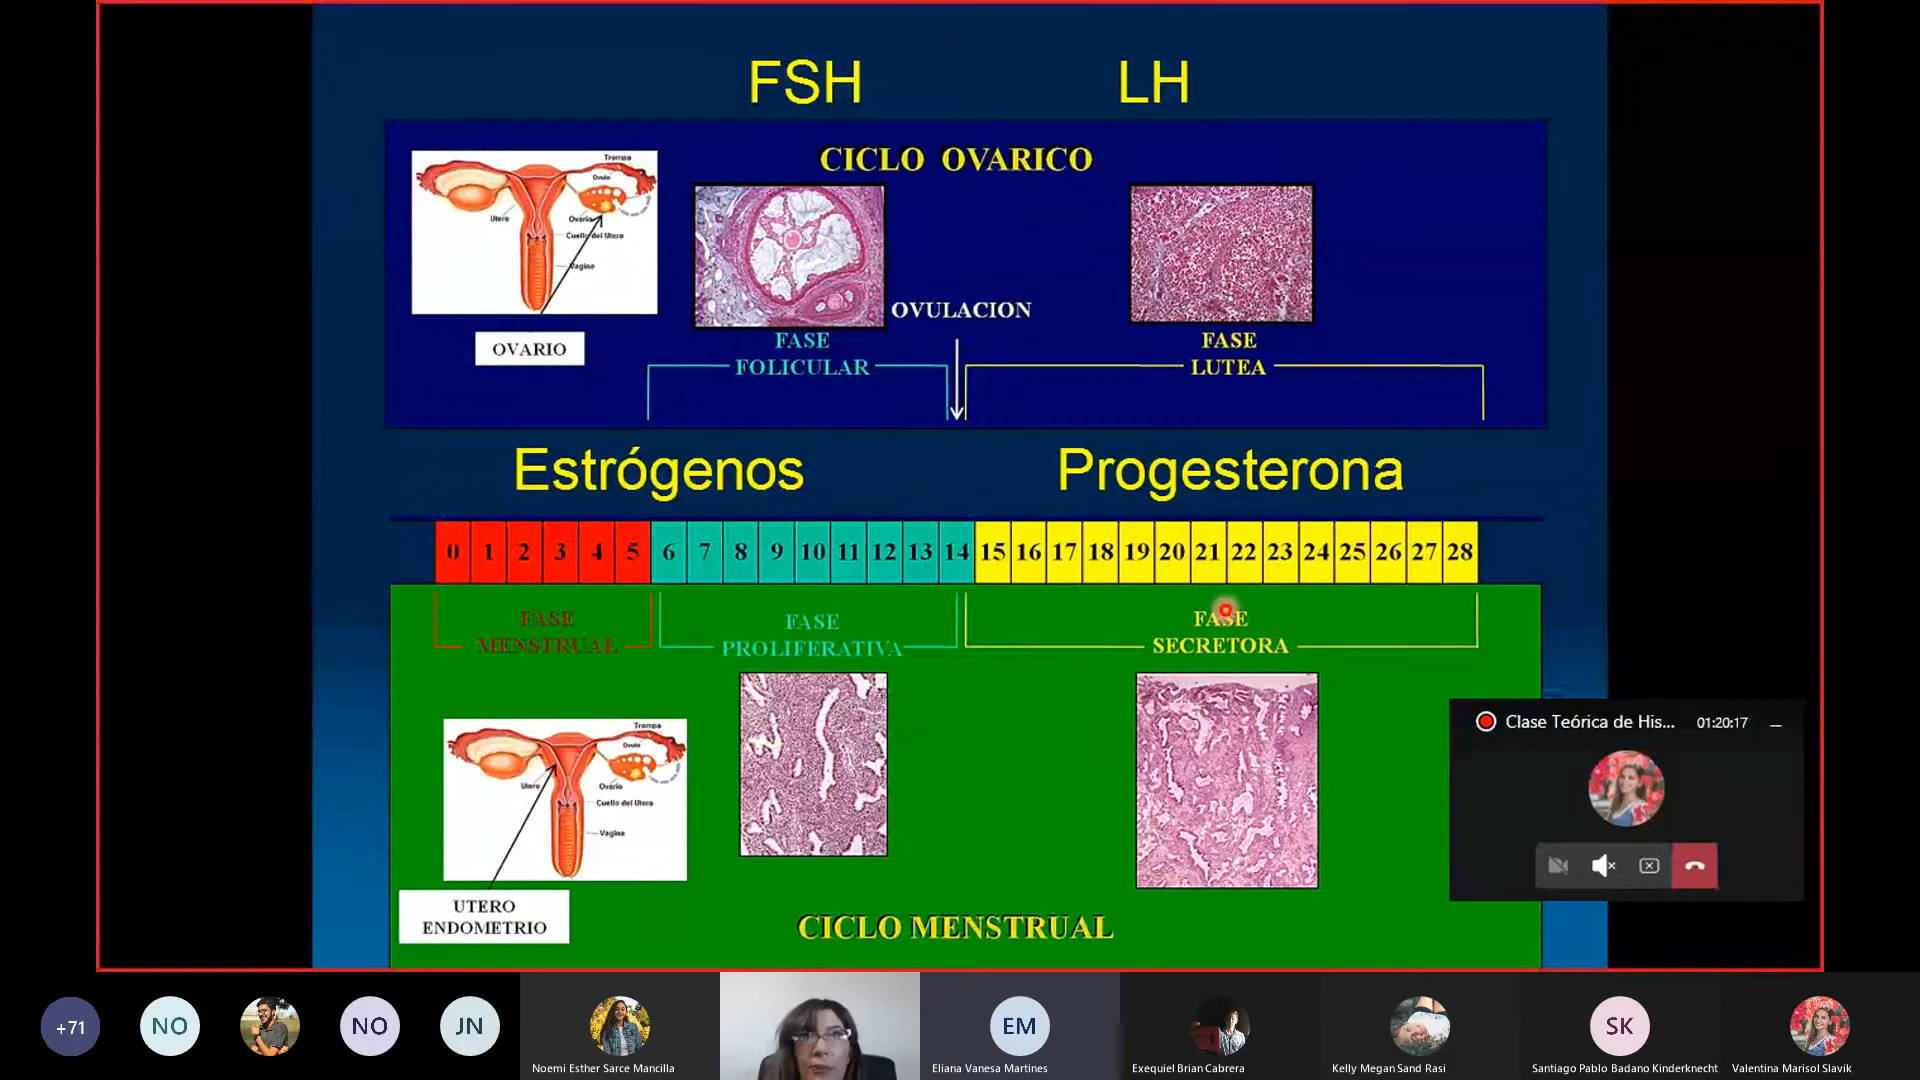 FSH LH
CICLO OVARICO
Trompa
Ovulo
Utero
Ovario
Cuello del Utero
Vagina
OVARIO
OVULACION
FASE
FOLICULAR
FASE
LUTEA
Estrógenos Progesterona
0 1 2 3 4 5 6 7 8 9 10 11 12 13 14 15 16 17 18 19 20 21 22 23 24 25 26 27 28
FASE
MENSTRUAL
FASE
PROLIFERATIVA
FASE
SECRETORA
Trompa
Ovulo
Utero
Ovario
Cuello del Utero
Vagina
UTERO
ENDOMETRIO
CICLO MENSTRUAL
Clase Teórica de His... 01:20:17
+71
NO
NO
JN
Noemi Esther Sarce Mancilla
EM
Eliana Vanesa Martines
Exequiel Brian Cabrera
Kelly Megan Sand Rasi
SK
Santiago Pablo Badano Kinderknecht
Valentina Marisol Slavik